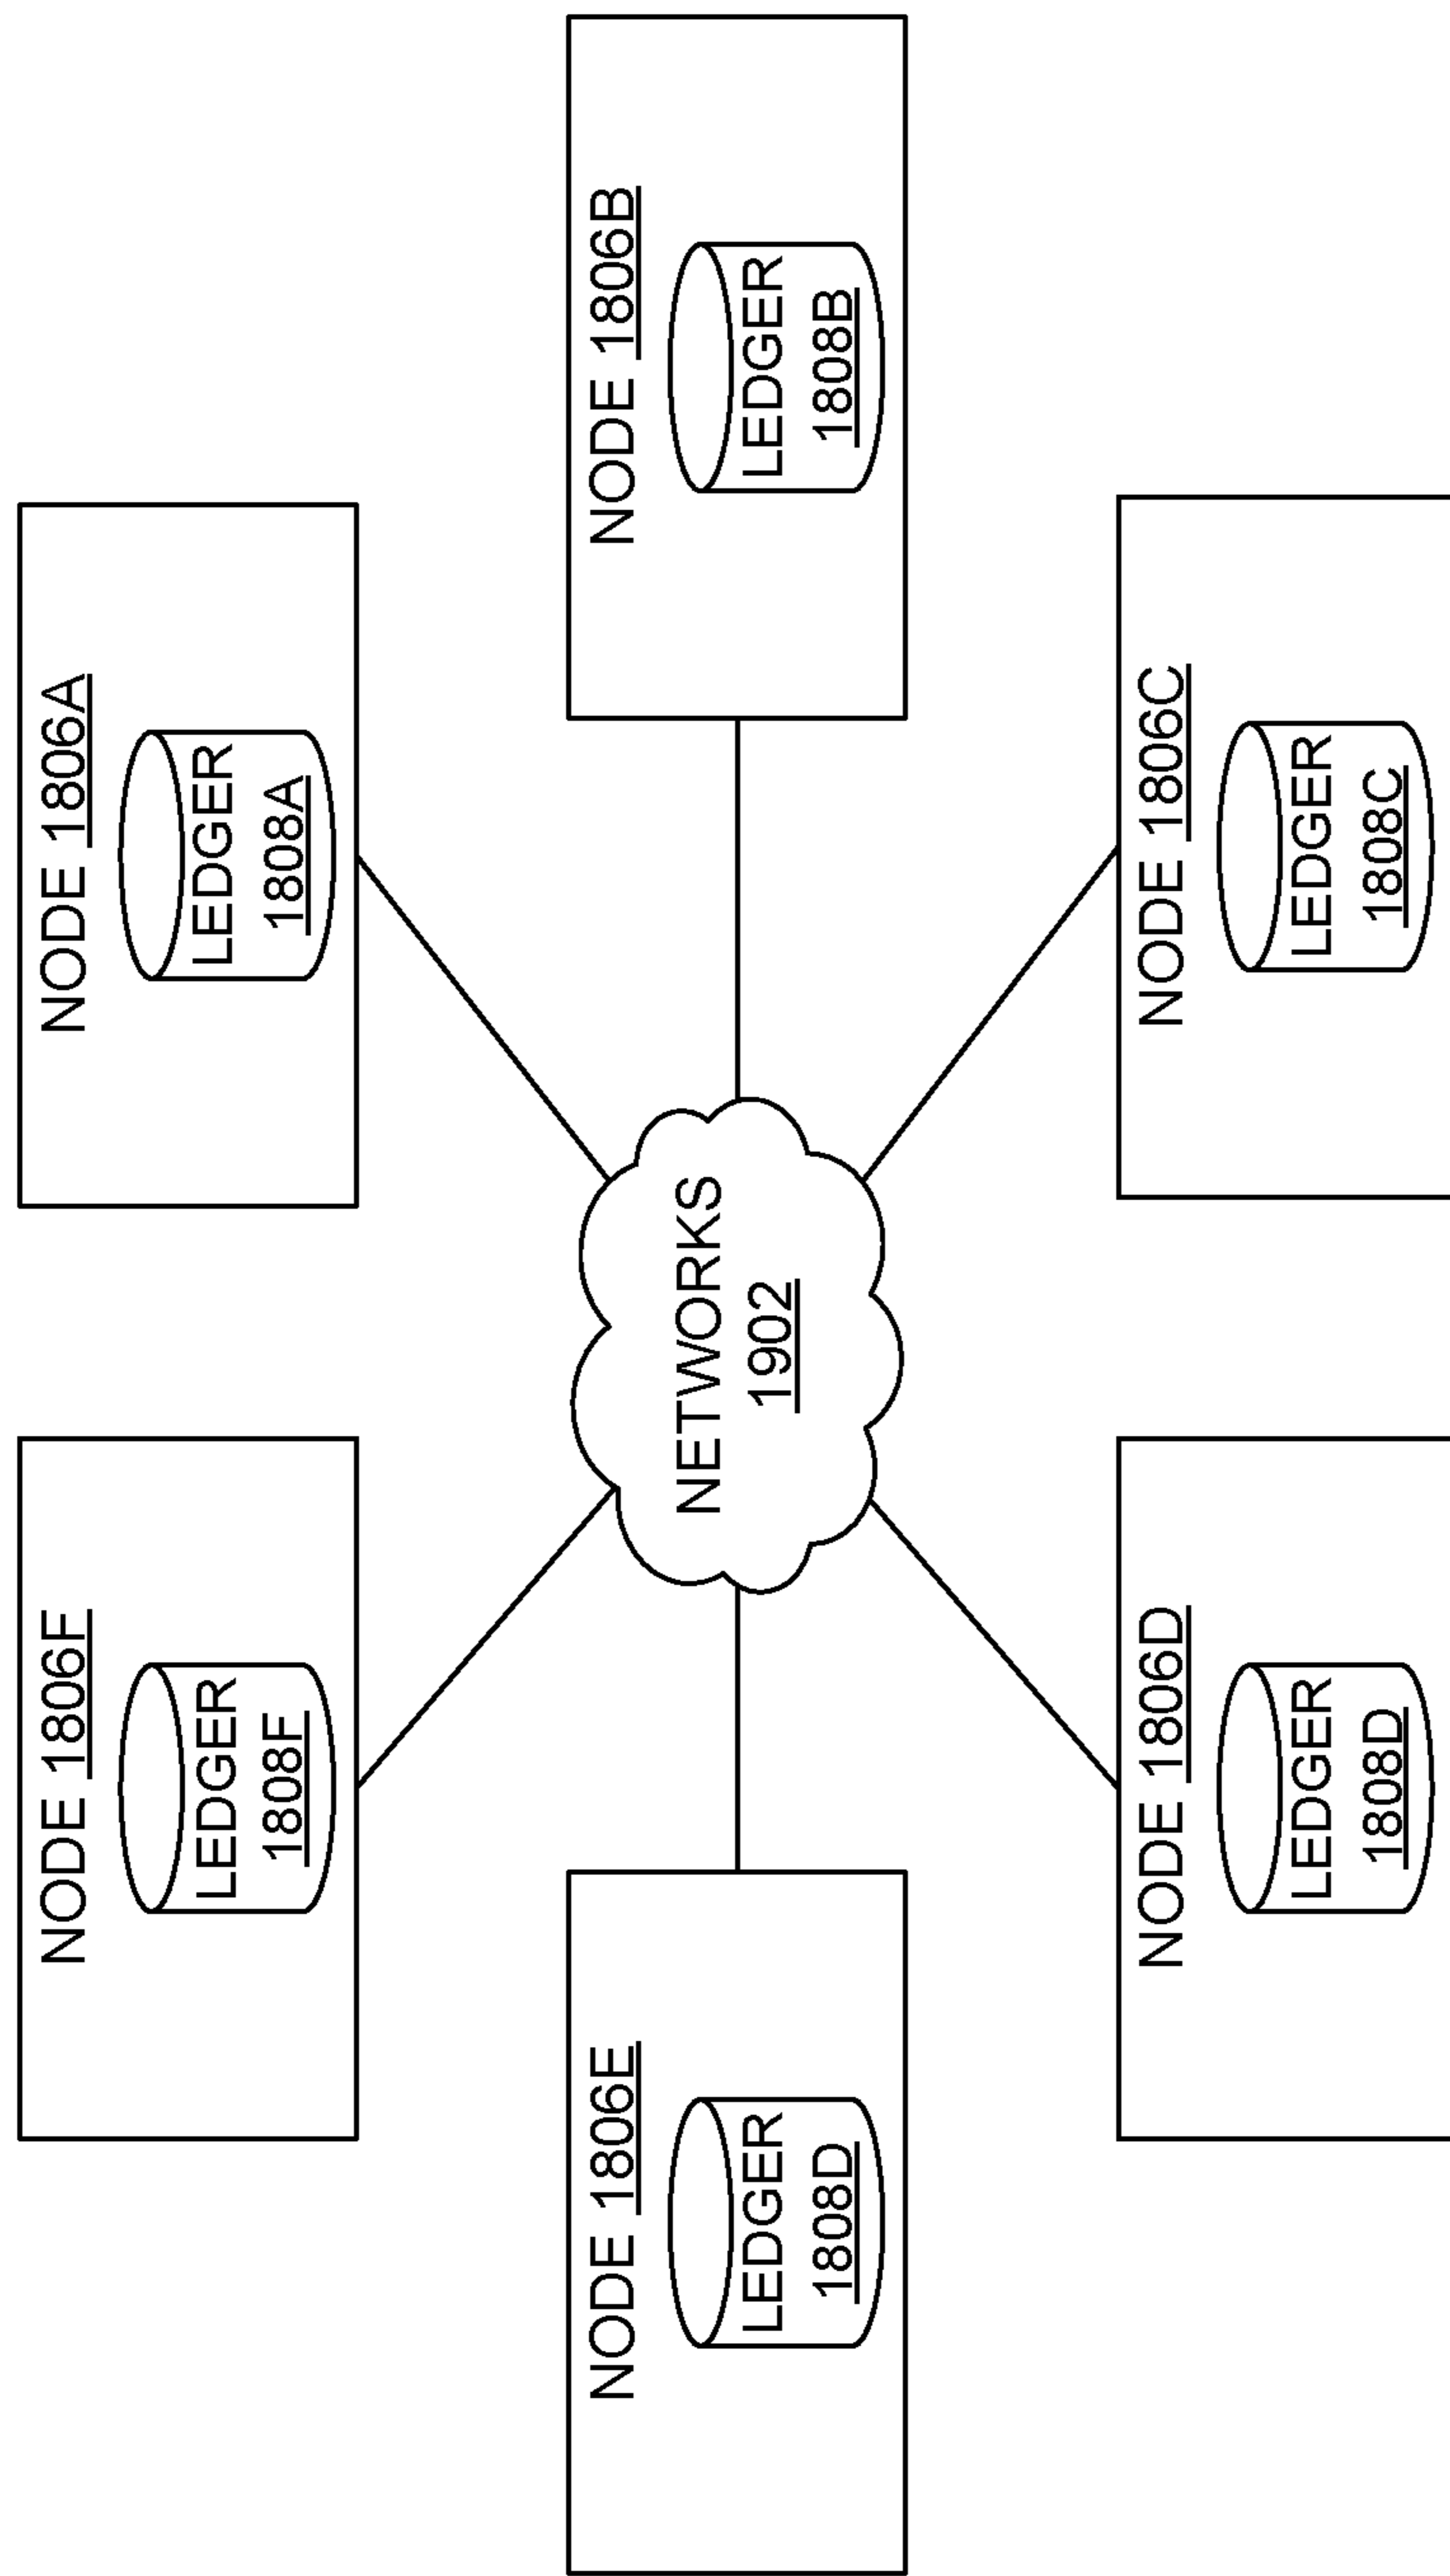 NODE 1806F
LEDGER
1808F
NODE 1806A
LEDGER
1808A
NODE 1806E
LEDGER
1808D
NETWORKS
1902
NODE 1806B
LEDGER
1808B
NODE 1806D
LEDGER
1808D
NODE 1806C
LEDGER
1808C